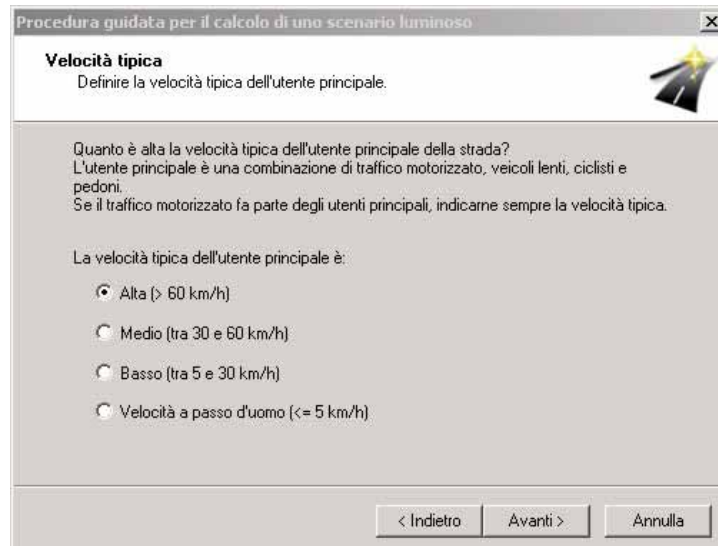 Procedura guidata per il calcolo di uno scenario luminoso
Velocità tipica
Definire la velocità tipica dell'utente principale.
Quanto è alta la velocità tipica dell'utente principale della strada?
L'utente principale è una combinazione di traffico motorizzato, veicoli lenti, ciclisti e
pedoni.
Se il traffico motorizzato fa parte degli utenti principali, indicarne sempre la velocità tipica.
La velocità tipica dell'utente principale è:
Alta (> 60 km/h)
Medio (tra 30 e 60 km/h)
Basso (tra 5 e 30 km/h)
Velocità a passo d'uomo (<= 5 km/h)
< Indietro Avanti > Annulla